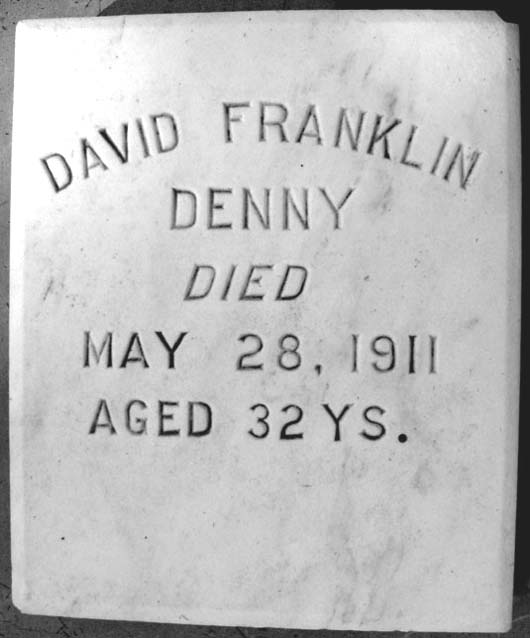 DAVID FRANKLIN
DENNY
DIED
MAY 28, 1911
AGED 32 YS.